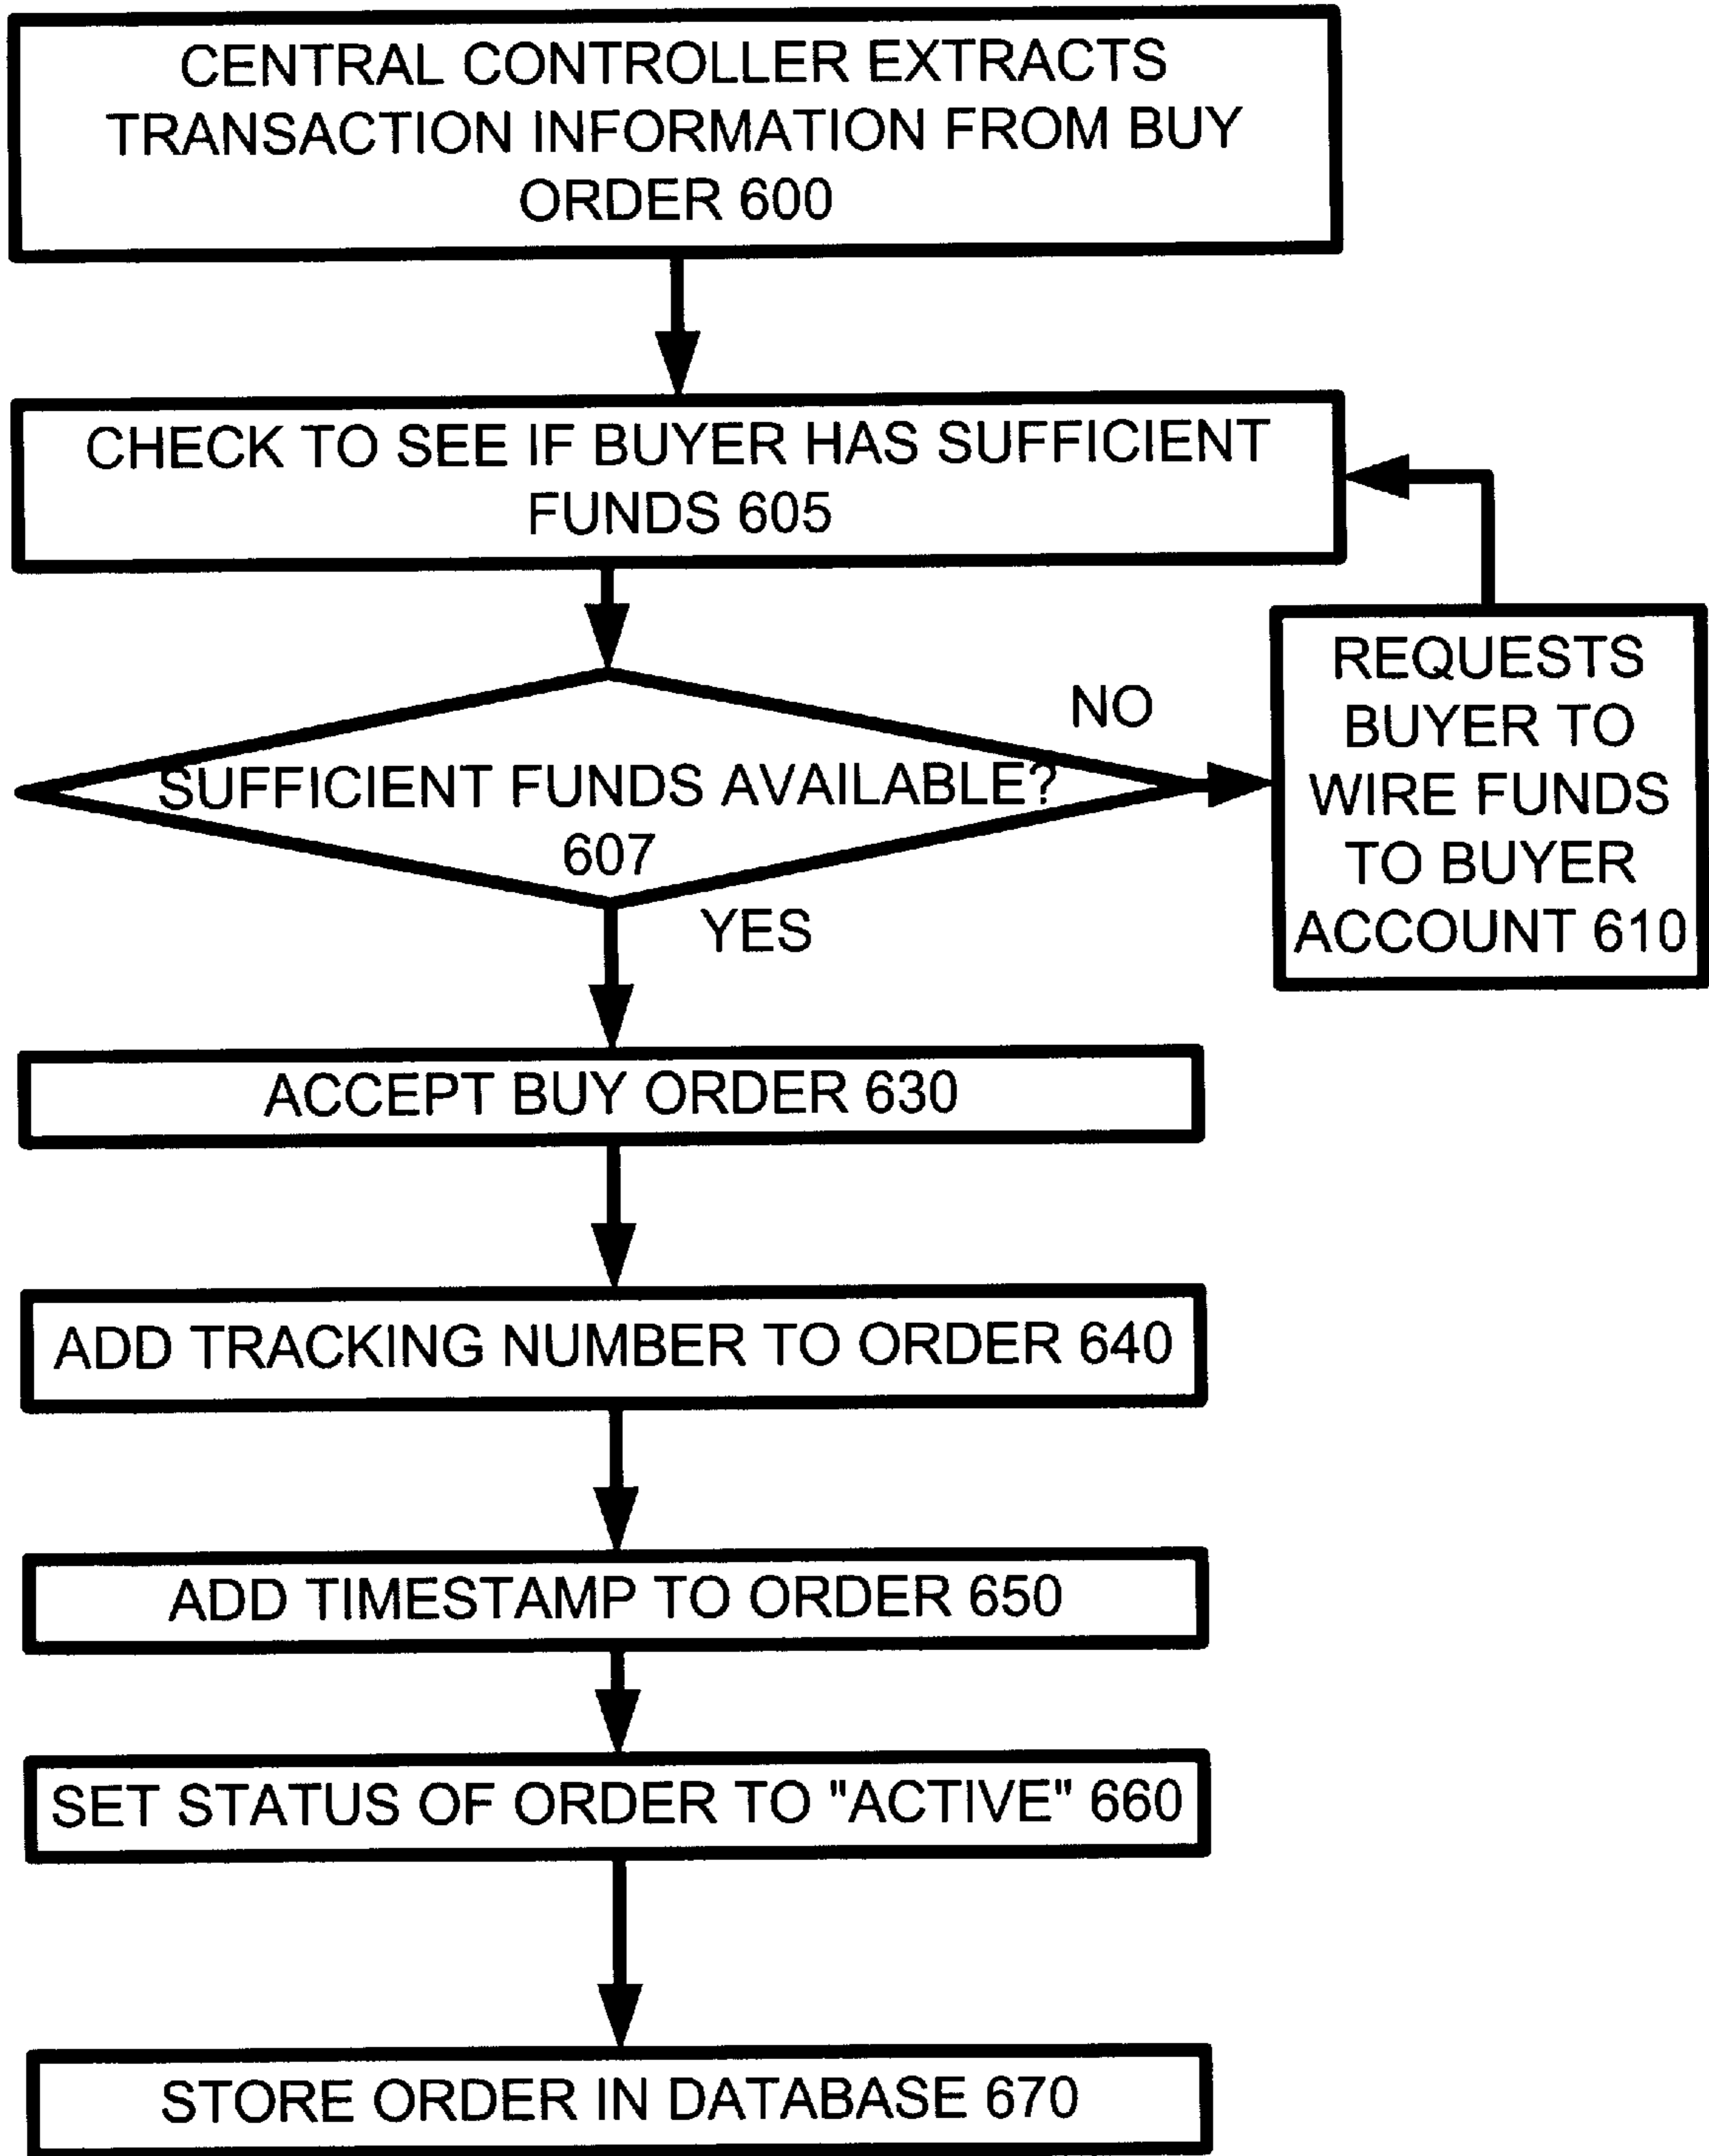 CENTRAL CONTROLLER EXTRACTS
TRANSACTION INFORMATION FROM BUY
ORDER 600
CHECK TO SEE IF BUYER HAS SUFFICIENT
FUNDS 605
NO
SUFFICIENT FUNDS AVAILABLE?
607
YES
REQUESTS
BUYER TO
WIRE FUNDS
TO BUYER
ACCOUNT 610
ACCEPT BUY ORDER 630
ADD TRACKING NUMBER TO ORDER 640
ADD TIMESTAMP TO ORDER 650
SET STATUS OF ORDER TO "ACTIVE" 660
STORE ORDER IN DATABASE 670